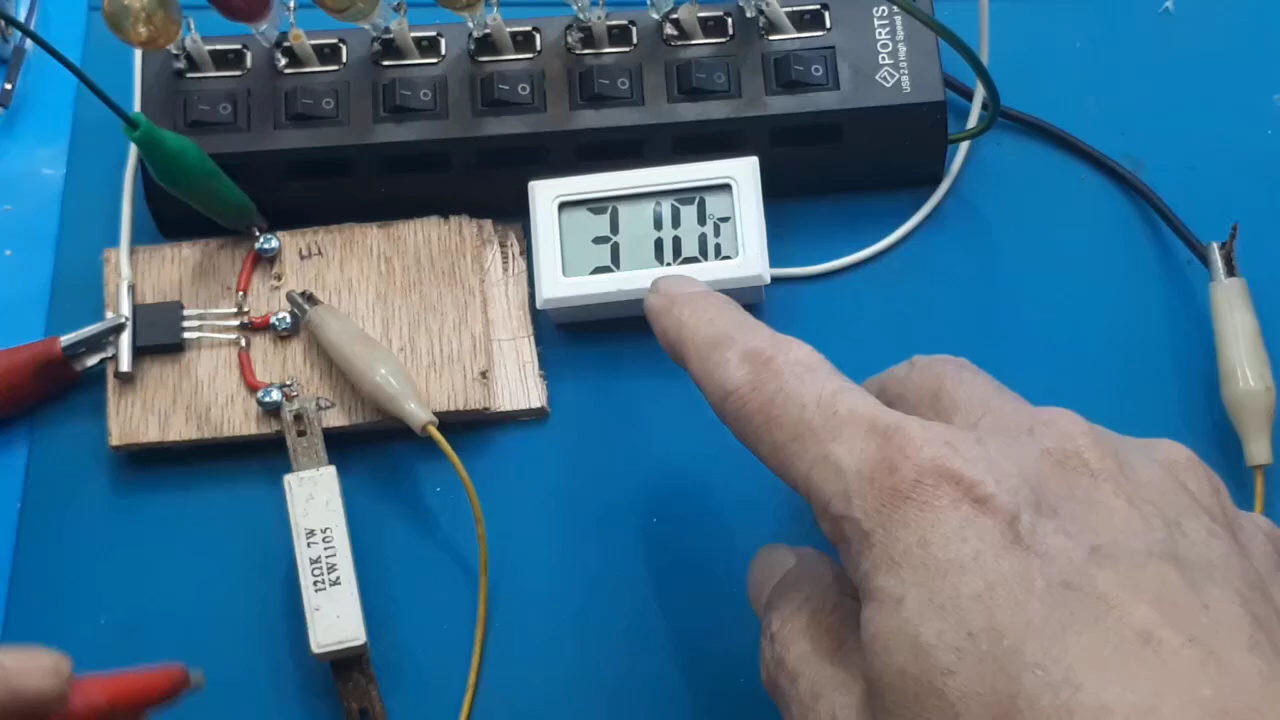 7 PORTS
USB 2.0 High Speed
31.0°C
E
12ΩK 7W
KW1105